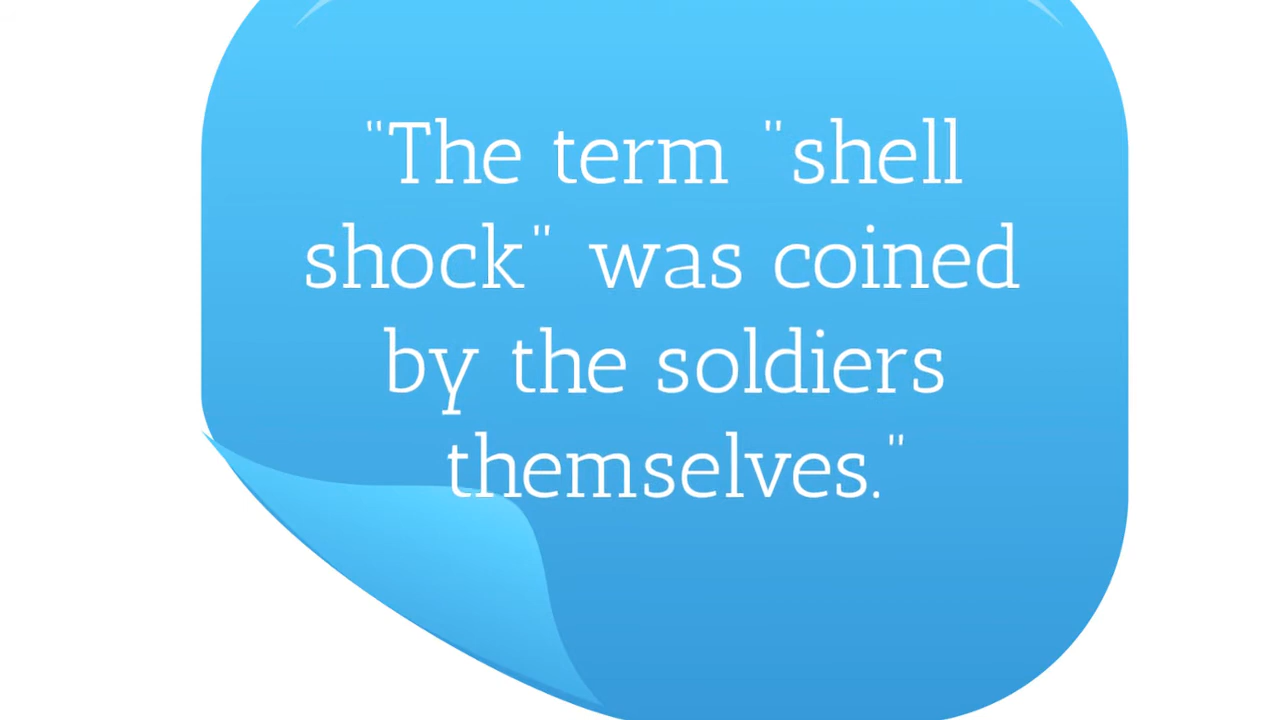 "The term "shell
shock" was coined
by the soldiers
themselves."